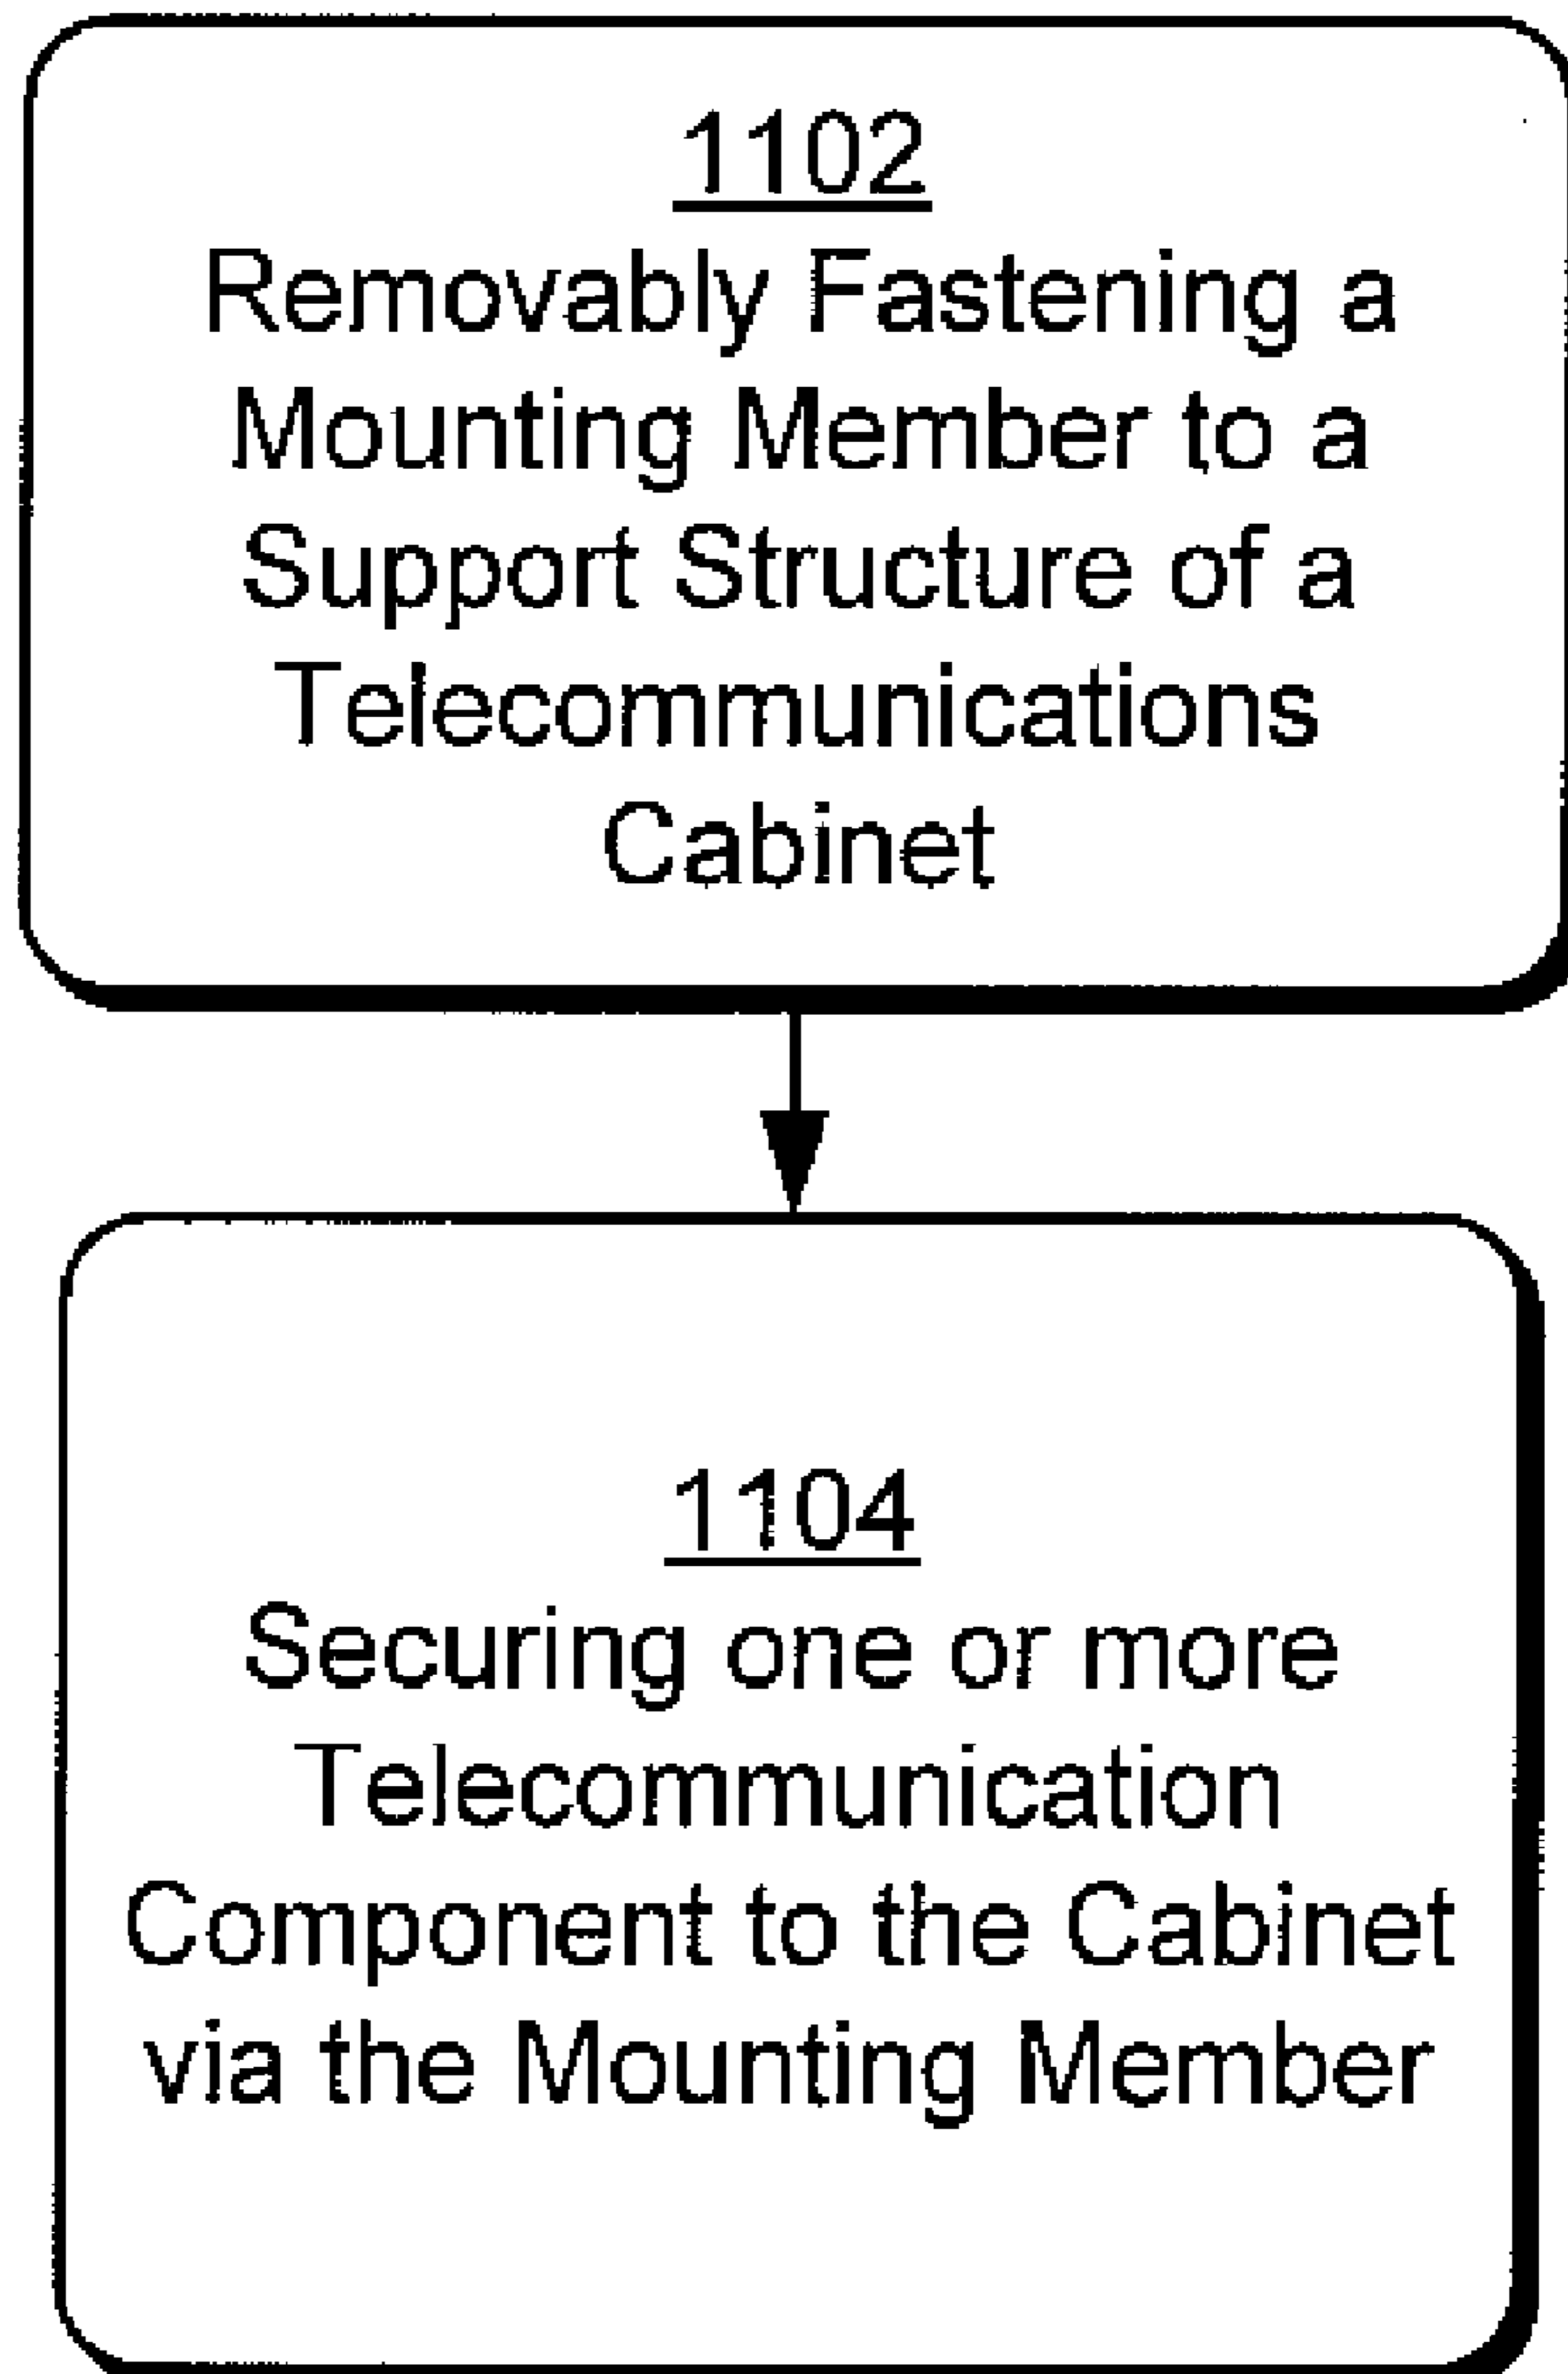 1102
Removably Fastening a
Mounting Member to a
Support Structure of a
Telecommunications
Cabinet
1104
Securing one or more
Telecommunication
Component to the Cabinet
via the Mounting Member